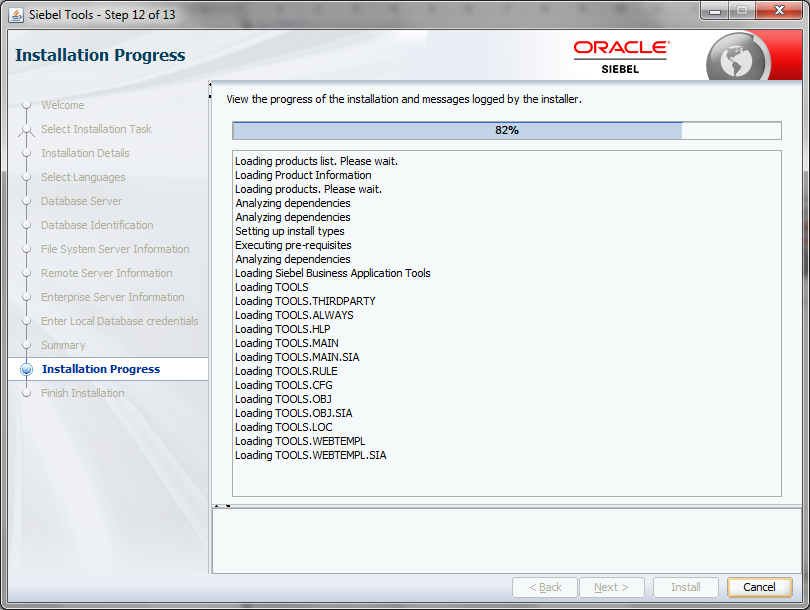 Siebel Tools - Step 12 of 13
Installation Progress
ORACLE®
SIEBEL
Welcome
Select Installation Task
Installation Details
Select Languages
Database Server
Database Identification
File System Server Information
Remote Server Information
Enterprise Server Information
Enter Local Database credentials
Summary
Installation Progress
Finish Installation
View the progress of the installation and messages logged by the installer.
82%
Loading products list. Please wait.
Loading Product Information
Loading products. Please wait.
Analyzing dependencies
Analyzing dependencies
Setting up install types
Executing pre-requisites
Analyzing dependencies
Loading Siebel Business Application Tools
Loading TOOLS
Loading TOOLS.THIRDPARTY
Loading TOOLS.ALWAYS
Loading TOOLS.HLP
Loading TOOLS.MAIN
Loading TOOLS.MAIN.SIA
Loading TOOLS.RULE
Loading TOOLS.CFG
Loading TOOLS.OBJ
Loading TOOLS.OBJ.SIA
Loading TOOLS.LOC
Loading TOOLS.WEBTEMPL
Loading TOOLS.WEBTEMPL.SIA
< Back
Next >
Install
Cancel